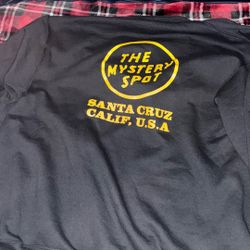 THE
MYSTERY
SPOT
SANTA CRUZ
CALIF, U.S.A